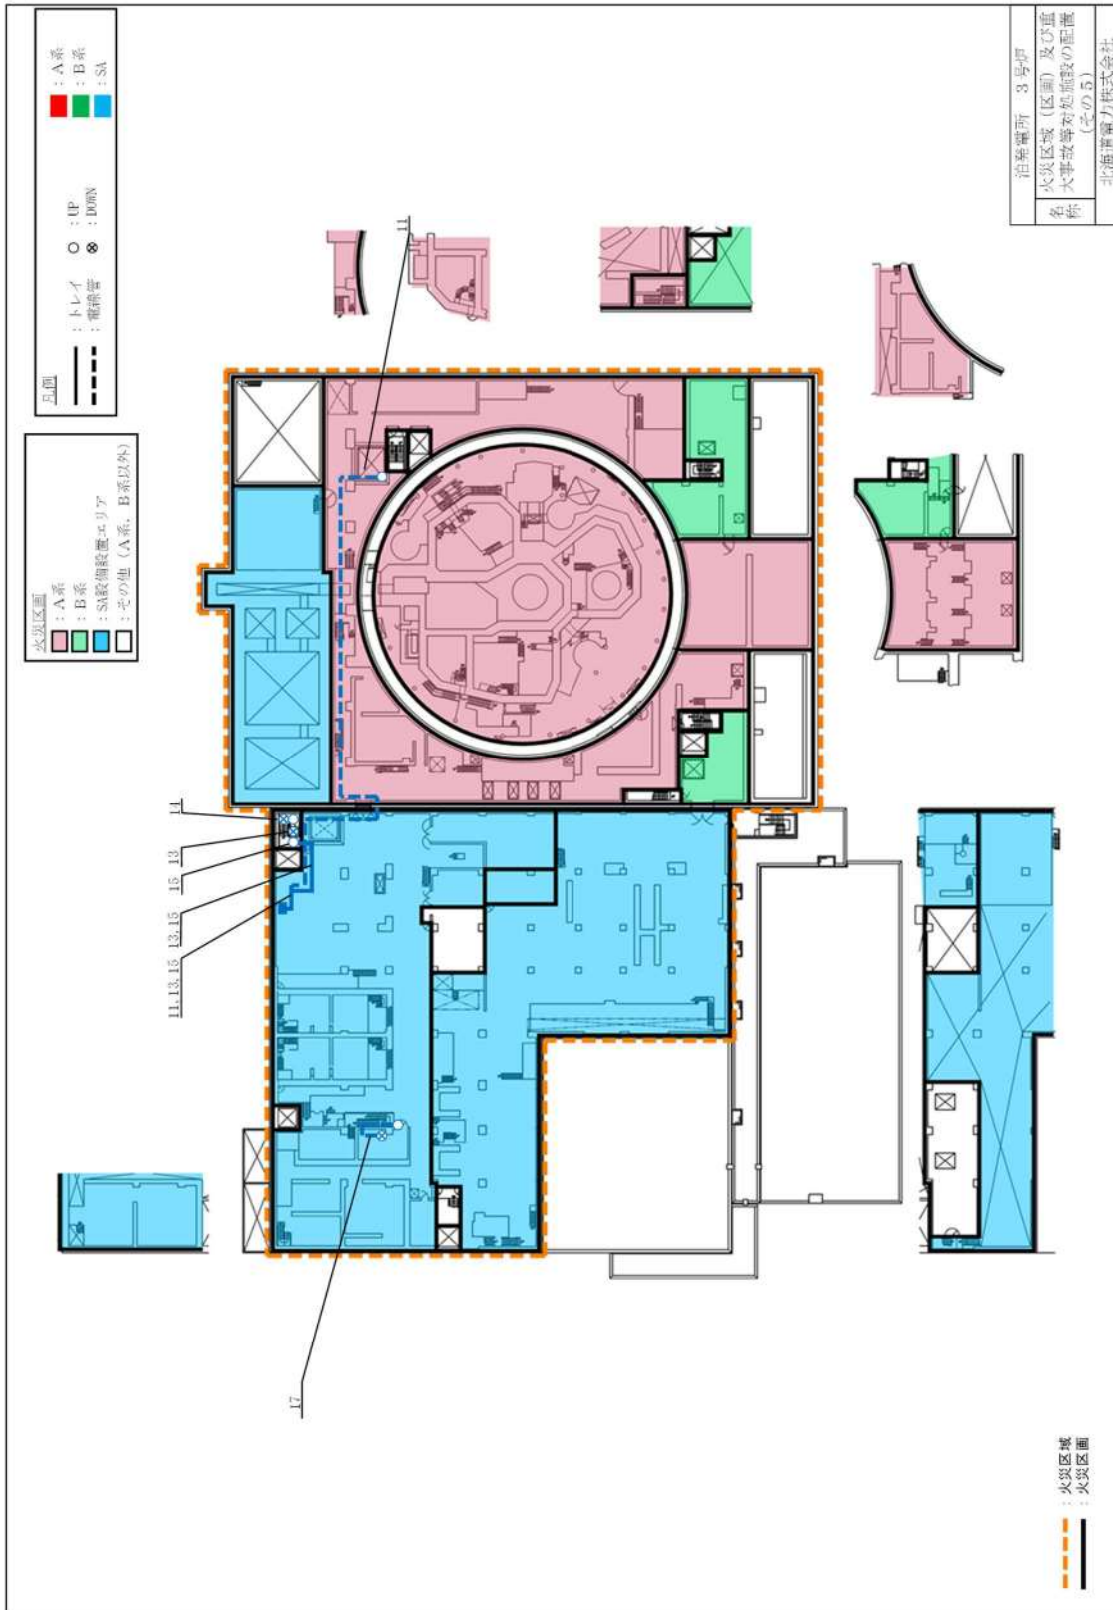 火災区画
：A系
：B系
：SA設備設置エリア
：その他（A系，B系以外）
凡例
：トレイ
：電線管
○：UP
⊗：DOWN
：A系
：B系
：SA
11
14
13
15
13,15
11,13,15
17
：火災区域
：火災区画
泊発電所　3号炉
名称
火災区域（区画）及び重
大事故等対処施設の配置
（その5）
北海道電力株式会社